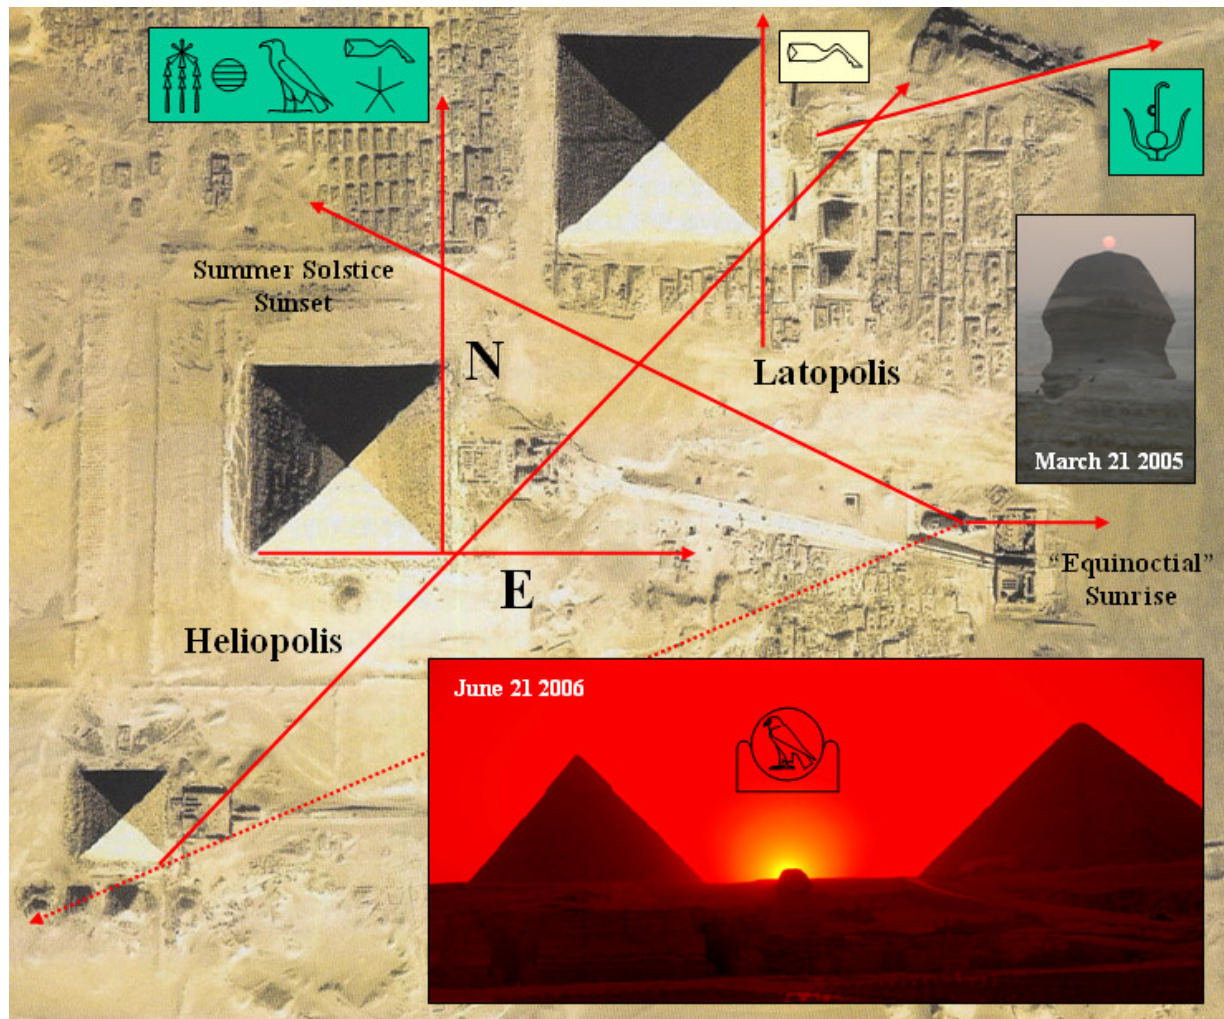 Summer Solstice
Sunset
N
Latopolis
March 21 2005
E
"Equinoctial"
Sunrise
Heliopolis
June 21 2006